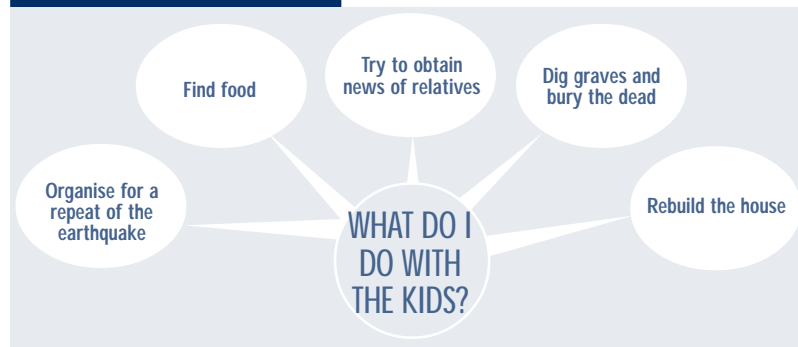 Organise for a
repeat of the
earthquake
Find food
Try to obtain
news of relatives
Dig graves and
bury the dead
Rebuild the house
WHAT DO I
DO WITH
THE KIDS?